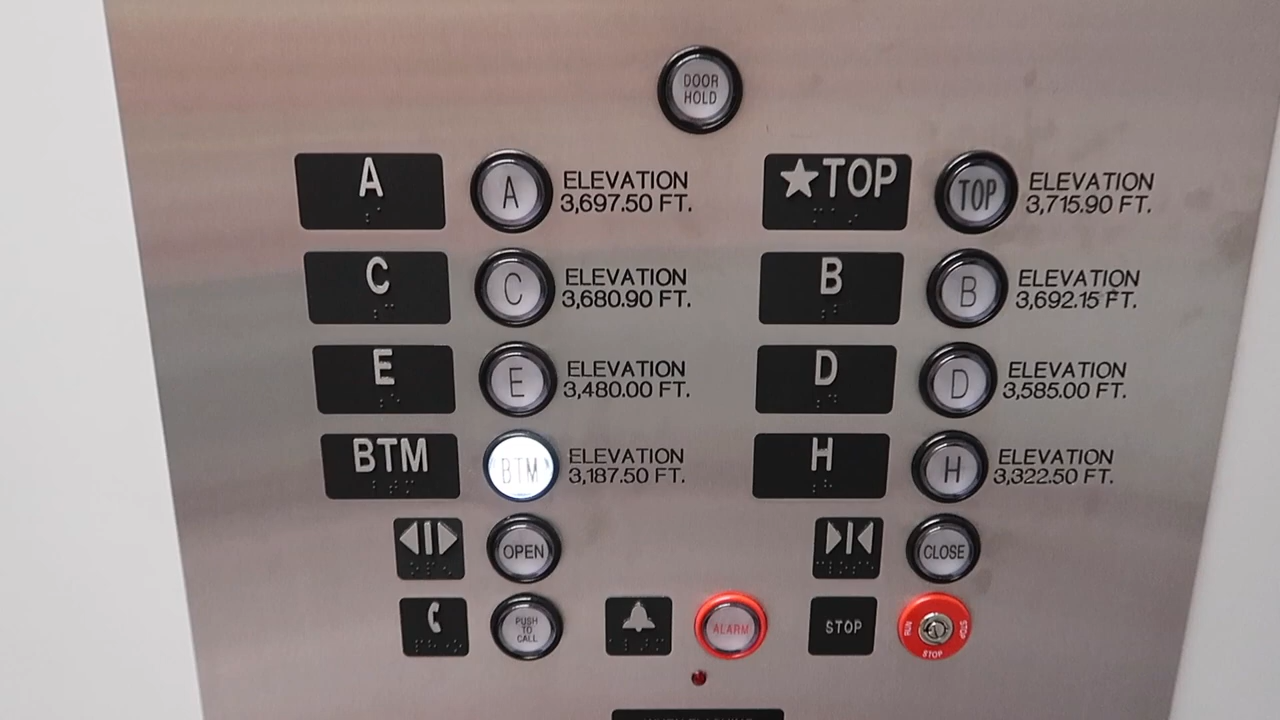 DOOR
HOLD
A
A
ELEVATION
3,697.50 FT.
★TOP
TOP
ELEVATION
3,715.90 FT.
C
C
ELEVATION
3,680.90 FT.
B
B
ELEVATION
3,692.15 FT.
E
E
ELEVATION
3,480.00 FT.
D
D
ELEVATION
3,585.00 FT.
BTM
BTM
ELEVATION
3,187.50 FT.
H
H
ELEVATION
3,322.50 FT.
OPEN
CLOSE
PUSH
TO
CALL
ALARM
STOP
RUN
STOP
STOP